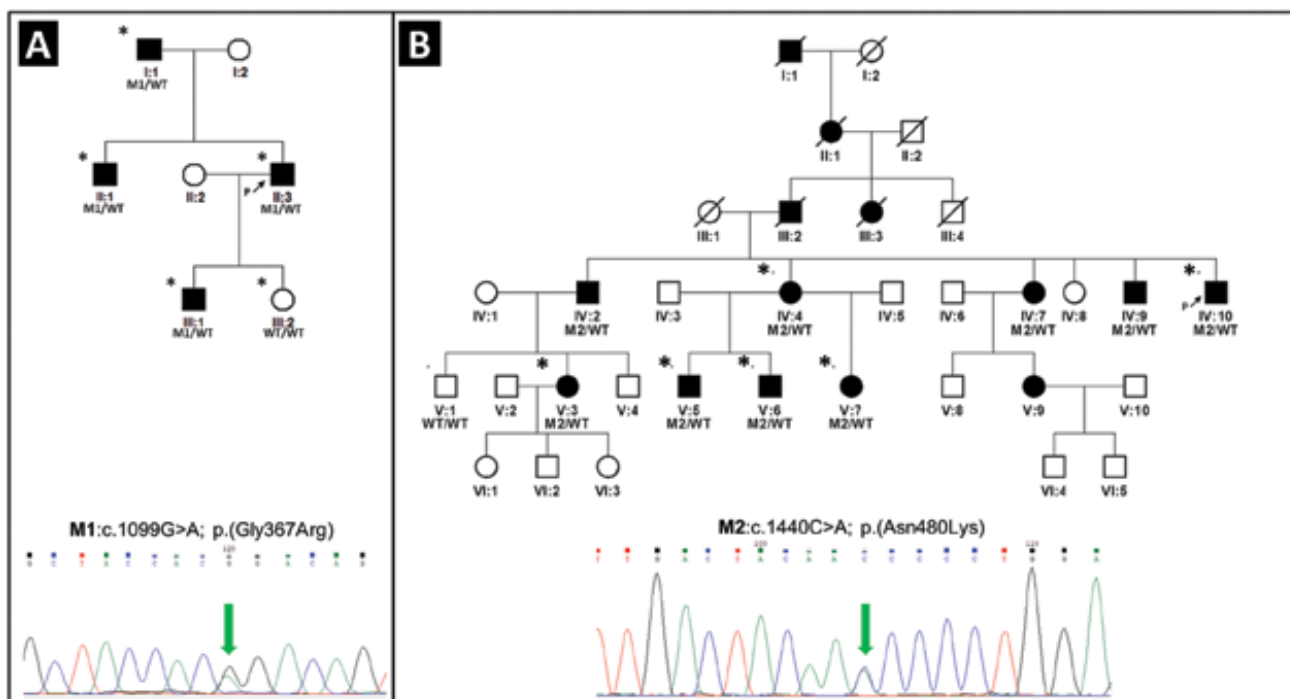 A
B
*
I:1
M1/WT
I:2
*
II:1
M1/WT
II:2
P
*
II:3
M1/WT
*
III:1
M1/WT
*
III:2
WT/WT
M1:c.1099G>A; p.(Gly367Arg)
120
G C T A C C A C G G A C A G
I:1
I:2
II:1
II:2
III:1
III:2
III:3
III:4
IV:1
IV:2
M2/WT
IV:3
*.
IV:4
M2/WT
IV:5
IV:6
IV:7
M2/WT
IV:8
IV:9
M2/WT
*.
P
IV:10
M2/WT
.
V:1
WT/WT
V:2
*
V:3
M2/WT
V:4
*.
V:5
M2/WT
*.
V:6
M2/WT
*.
V:7
M2/WT
V:8
V:9
V:10
VI:1
VI:2
VI:3
VI:4
VI:5
M2:c.1440C>A; p.(Asn480Lys)
T T G A C T A C A A C C C C C T G G A